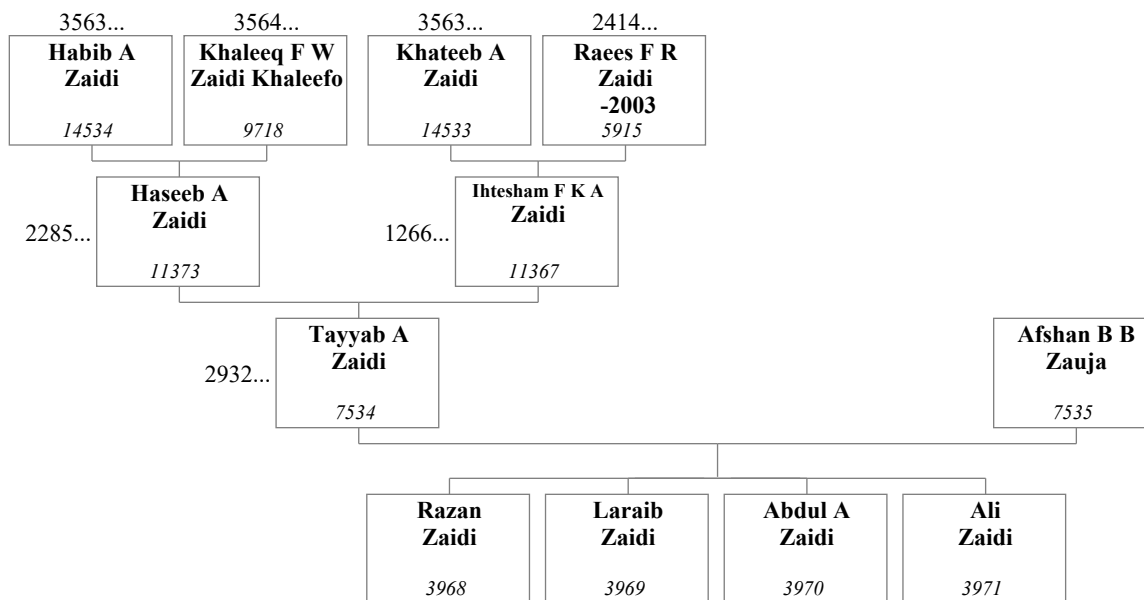 3563...
3564...
3563...
2414...
Habib A
Zaidi
14534
Khaleeq F W
Zaidi Khaleefo
9718
Khateeb A
Zaidi
14533
Raees F R
Zaidi
-2003
5915
2285...
Haseeb A
Zaidi
11373
1266...
Ihtesham F K A
Zaidi
11367
2932...
Tayyab A
Zaidi
7534
Afshan B B
Zauja
7535
Razan
Zaidi
3968
Laraib
Zaidi
3969
Abdul A
Zaidi
3970
Ali
Zaidi
3971